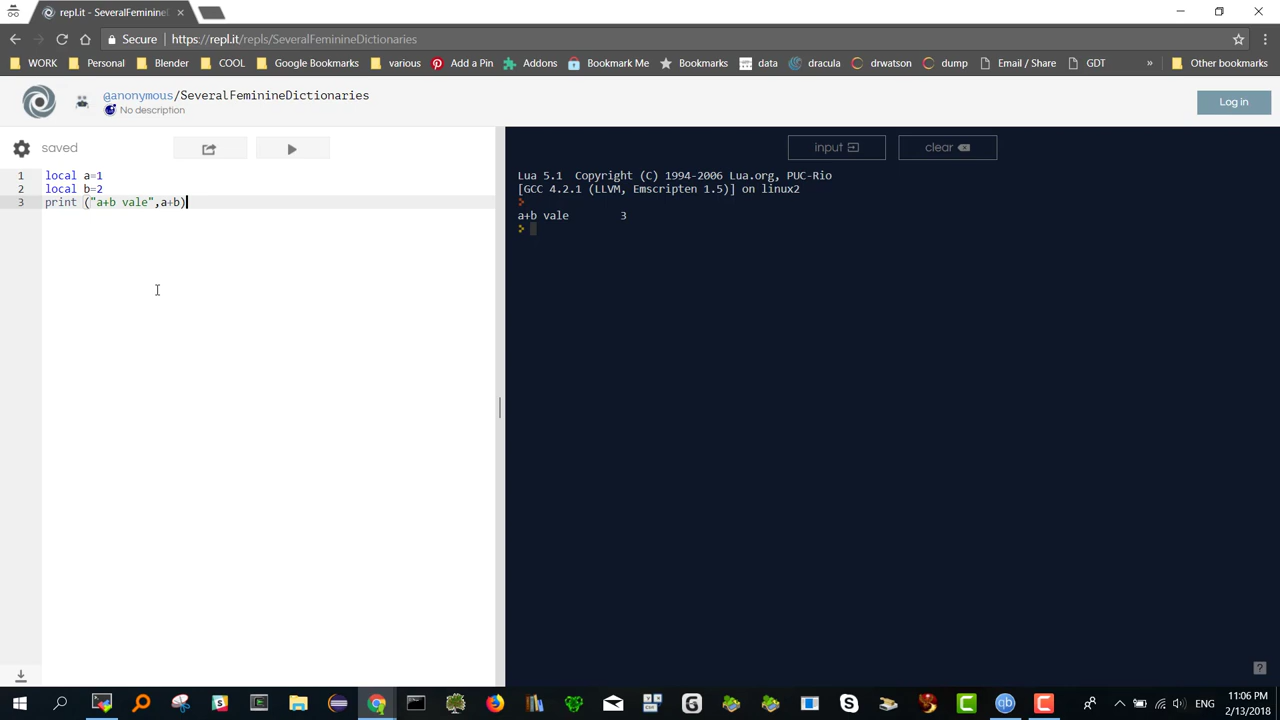 repl.it - SeveralFeminine
Secure https://repl.it/repls/SeveralFeminineDictionaries
WORK Personal Blender COOL Google Bookmarks various Add a Pin Addons Bookmark Me Bookmarks data dracula drwatson dump Email / Share GDT » Other bookmarks
@anonymous/SeveralFeminineDictionaries
No description
Log in
saved
input
clear
1 local a=1
2 local b=2
3 print ("a+b vale",a+b)
Lua 5.1 Copyright (C) 1994-2006 Lua.org, PUC-Rio
[GCC 4.2.1 (LLVM, Emscripten 1.5)] on linux2
>
a+b vale 3
>
?
ENG
11:06 PM
2/13/2018